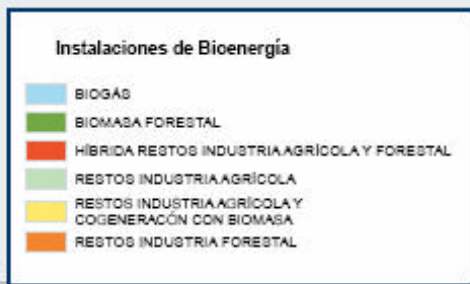 Instalaciones de Bioenergía
BIOGÁS
BIOMASA FORESTAL
HÍBRIDA RESTOS INDUSTRIA AGRÍCOLA Y FORESTAL
RESTOS INDUSTRIA AGRÍCOLA
RESTOS INDUSTRIA AGRÍCOLA Y
COGENERACÓN CON BIOMASA
RESTOS INDUSTRIA FORESTAL